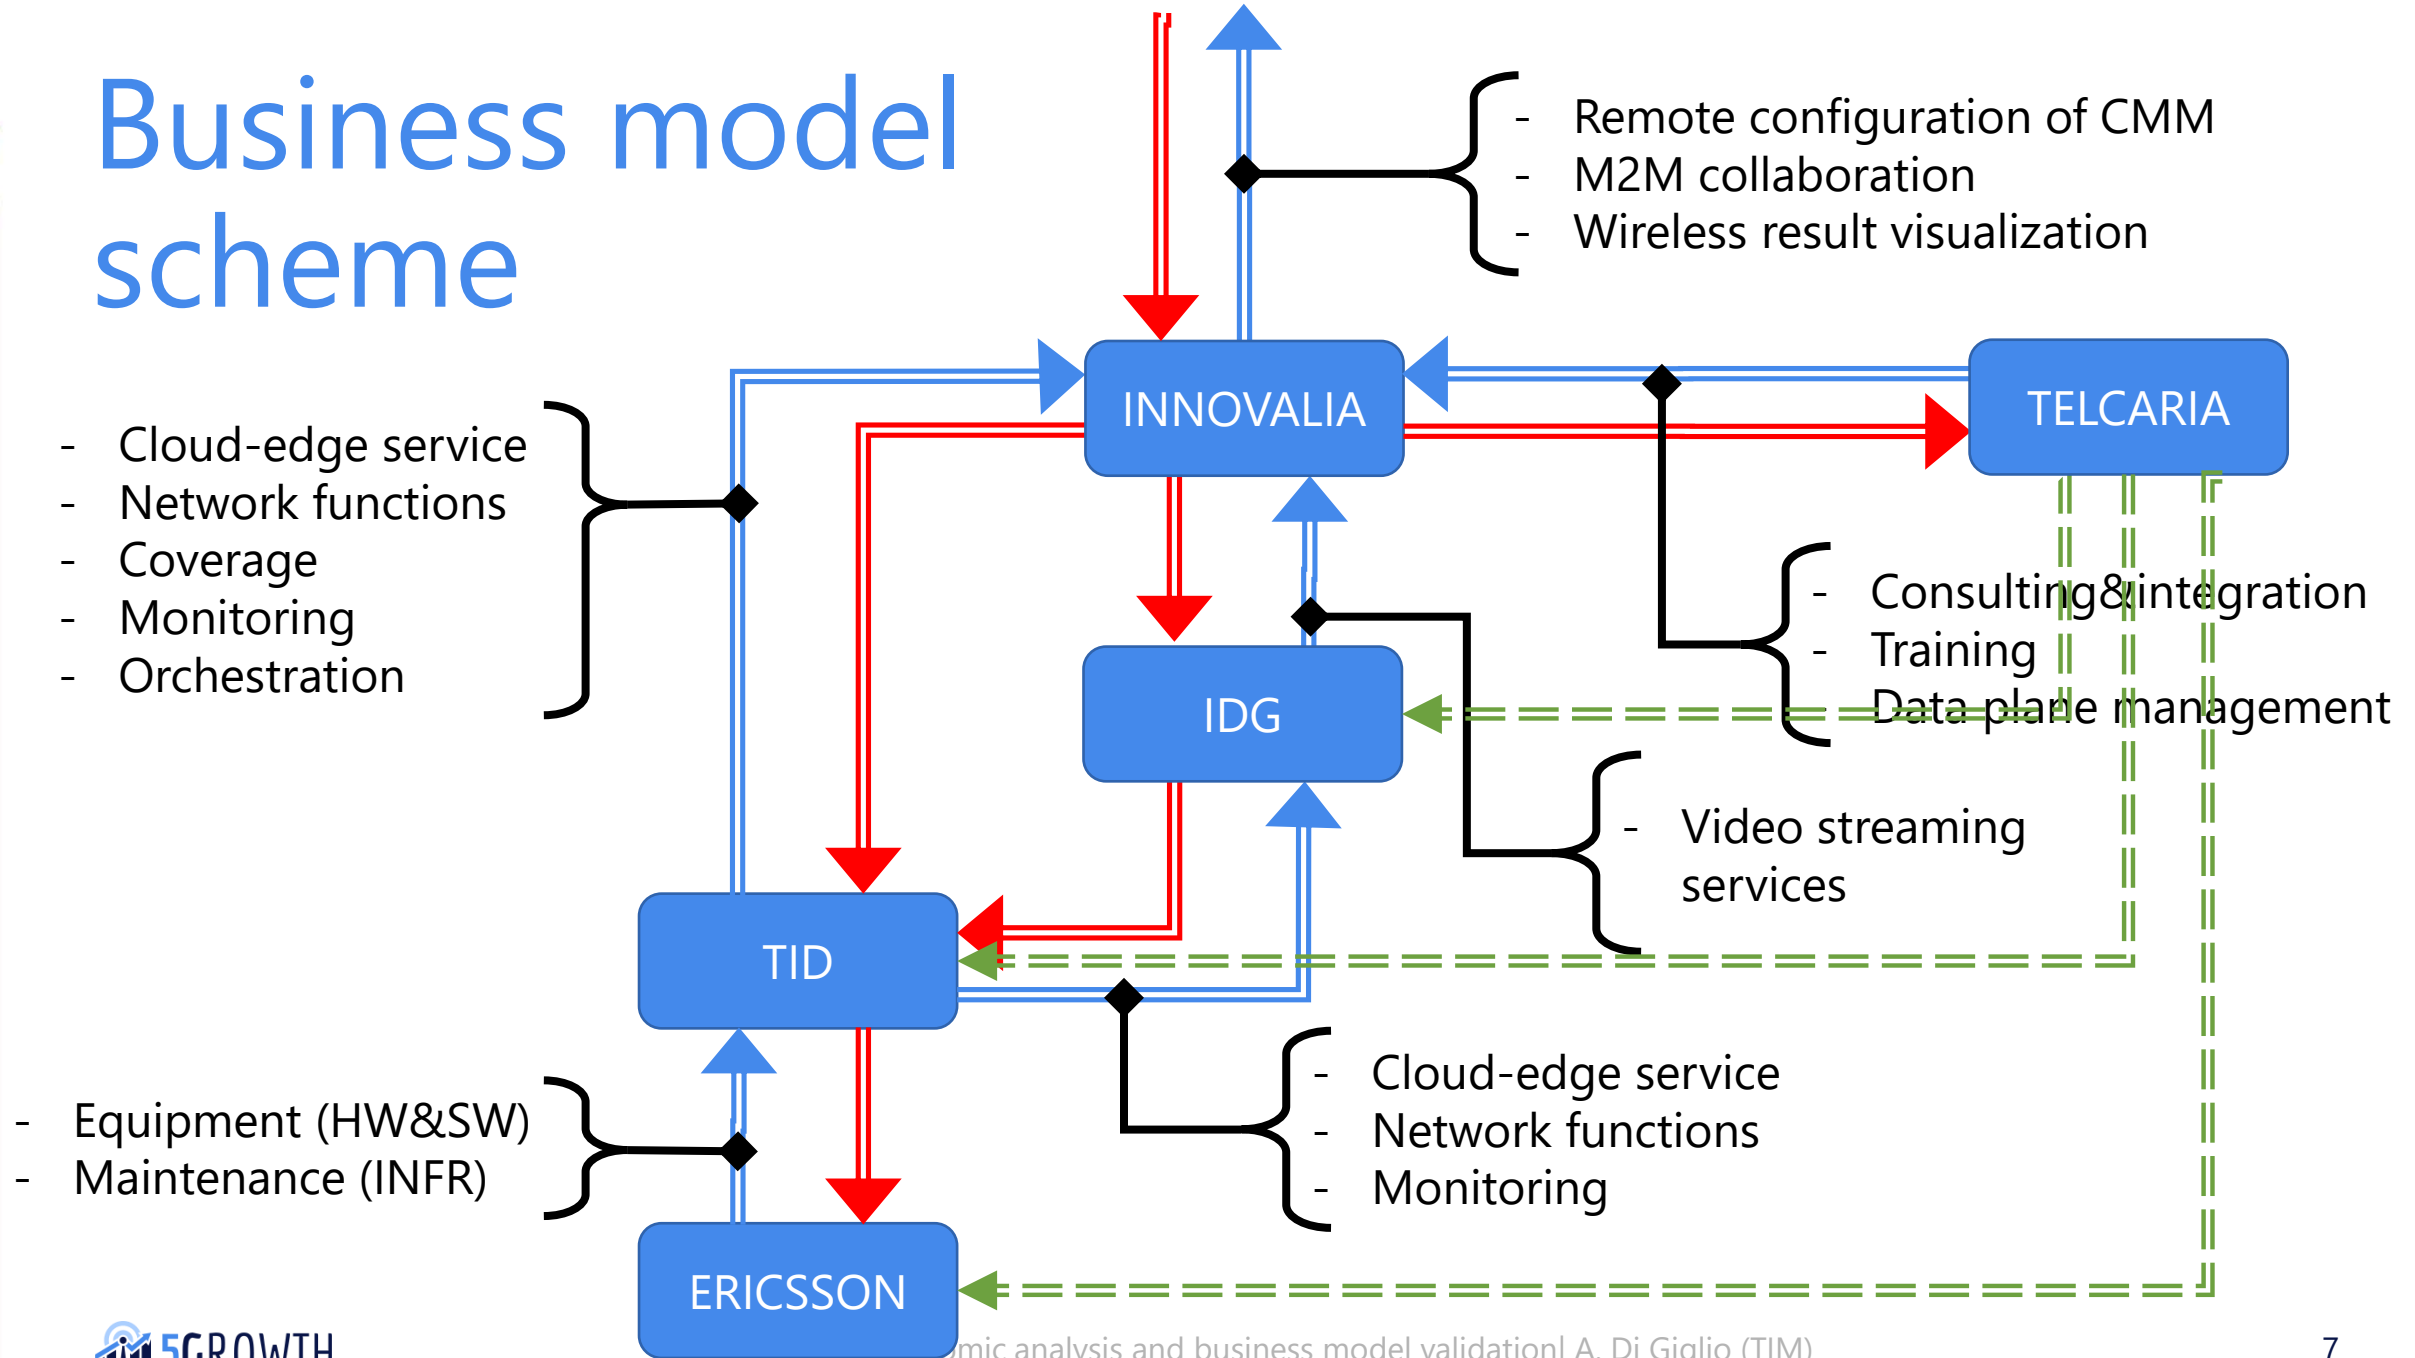 Business model
scheme
- Remote configuration of CMM
- M2M collaboration
- Wireless result visualization
INNOVALIA
TELCARIA
- Cloud-edge service
- Network functions
- Coverage
- Monitoring
- Orchestration
- Consulting&integration
- Training
- Data plane management
IDG
- Video streaming
services
TID
- Cloud-edge service
- Network functions
- Monitoring
- Equipment (HW&SW)
- Maintenance (INFR)
ERICSSON
5GROWTH
analysis and business model validation| A. Di Giglio (TIM)
7